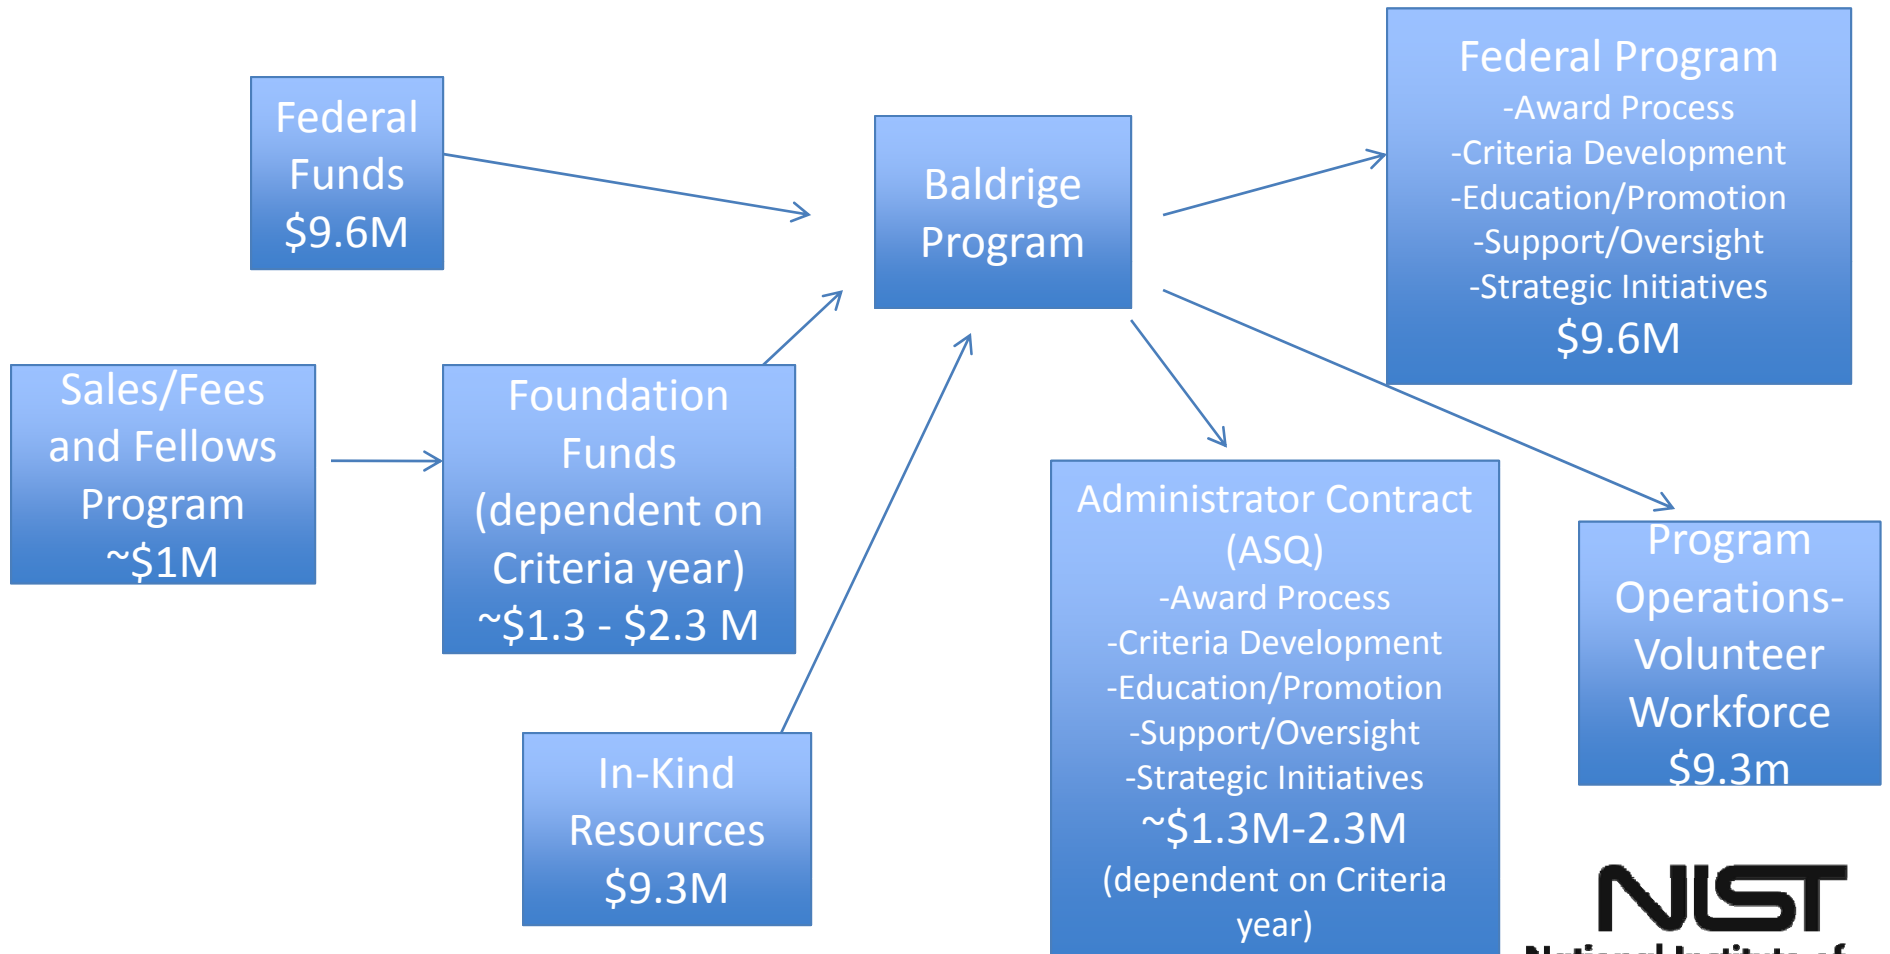 Federal
Funds
$9.6M
Baldrige
Program
Federal Program
-Award Process
-Criteria Development
-Education/Promotion
-Support/Oversight
-Strategic Initiatives
$9.6M
Sales/Fees
and Fellows
Program
~$1M
Foundation
Funds
(dependent on
Criteria year)
~$1.3 - $2.3 M
In-Kind
Resources
$9.3M
Administrator Contract
(ASQ)
-Award Process
-Criteria Development
-Education/Promotion
-Support/Oversight
-Strategic Initiatives
~$1.3M-2.3M
(dependent on Criteria
year)
Program
Operations-
Volunteer
Workforce
$9.3m
NIST
National Institute of